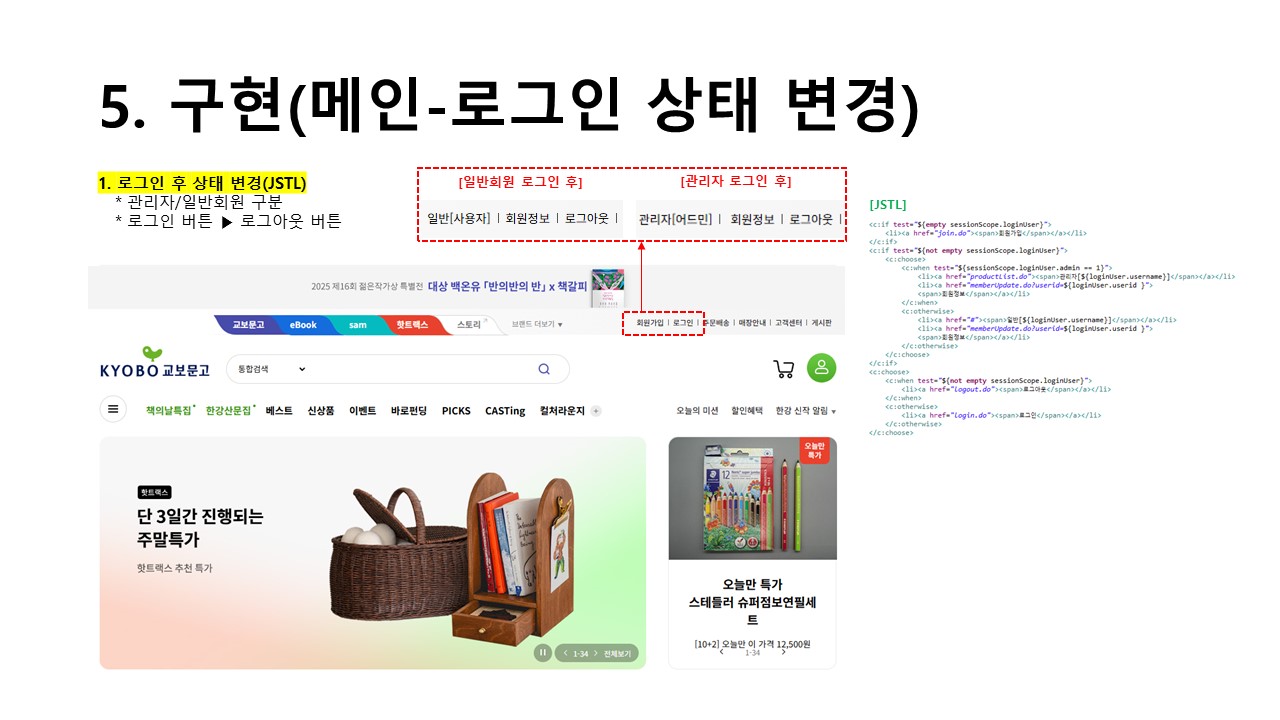 5. 구현(메인-로그인 상태 변경)
1. 로그인 후 상태 변경(JSTL)
* 관리자/일반회원 구분
* 로그인 버튼 ▶ 로그아웃 버튼
[일반회원 로그인 후]
[관리자 로그인 후]
일반[사용자] | 회원정보 | 로그아웃 |
관리자[어드민] | 회원정보 | 로그아웃 |
2025 제16회 젊은작가상 특별전 대상 백온유 「반의반의 반」 x 책갈피
교보문고 eBook sam 핫트랙스 스토리 브랜드 더보기 ▼
회원가입 | 로그인 | 주문배송 | 매장안내 | 고객센터 | 게시판
KYOBO 교보문고
통합검색
책의날특집 한강산문집 베스트 신상품 이벤트 바로펀딩 PICKS CASTing 컬처라운지 +
오늘의 미션 할인혜택 한강 신작 알림 ▼
핫트랙스
단 3일간 진행되는
주말특가
핫트랙스 추천 특가
1-34 전체보기
오늘만
특가
12
오늘만 특가
스테들러 슈퍼점보연필세
트
[10+2] 오늘만 이 가격 12,500원
1-34
[JSTL]
<c:if test="${empty sessionScope.loginUser}">
<li><a href="join.do"><span>회원가입</span></a></li>
</c:if>
<c:if test="${not empty sessionScope.loginUser}">
<c:choose>
<c:when test="${sessionScope.loginUser.admin == 1}">
<li><a href="productList.do"><span>관리자[${loginUser.username}]</span></a></li>
<li><a href="memberUpdate.do?userid=${loginUser.userid }">
<span>회원정보</span></a></li>
</c:when>
<c:otherwise>
<li><a href="#">일반[${loginUser.username}]</span></a></li>
<li><a href="memberUpdate.do?userid=${loginUser.userid }">
<span>회원정보</span></a></li>
</c:otherwise>
</c:choose>
</c:if>
<c:choose>
<c:when test="${not empty sessionScope.loginUser}">
<li><a href="logout.do"><span>로그아웃</span></a></li>
</c:when>
<c:otherwise>
<li><a href="login.do"><span>로그인</span></a></li>
</c:otherwise>
</c:choose>